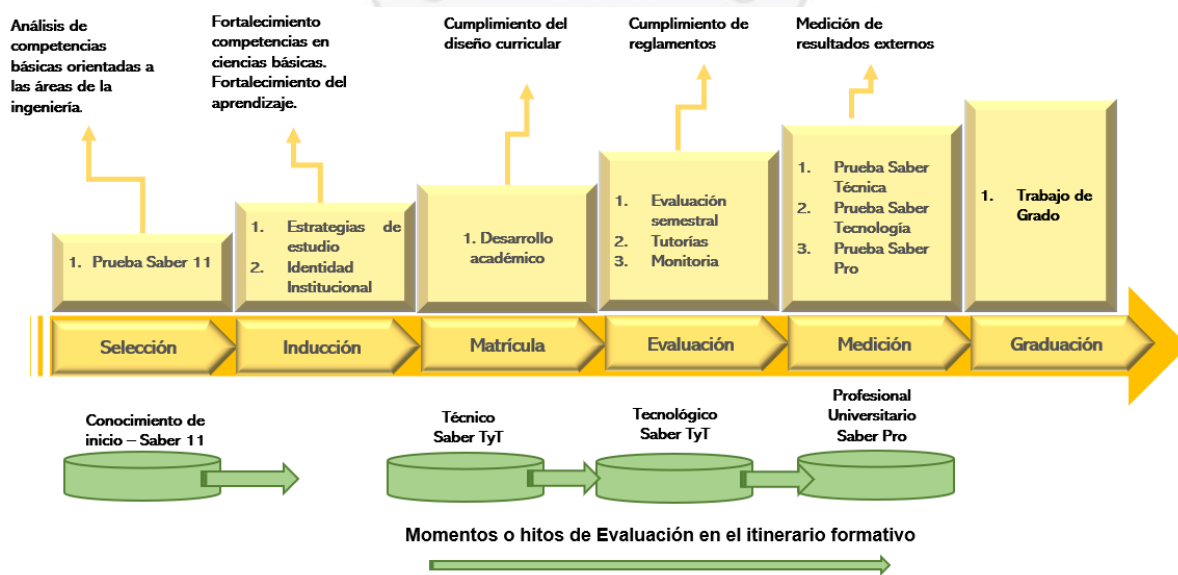 Análisis de
competencias
básicas orientadas a
las áreas de la
ingeniería.
Fortalecimiento
competencias en
ciencias básicas.
Fortalecimiento del
aprendizaje.
Cumplimiento del
diseño curricular
Cumplimiento de
reglamentos
Medición de
resultados externos
1. Prueba Saber 11
1. Estrategias de
estudio
2. Identidad
Institucional
1. Desarrollo
académico
1. Evaluación
semestral
2. Tutorías
3. Monitoria
1. Prueba Saber
Técnica
2. Prueba Saber
Tecnología
3. Prueba Saber
Pro
1. Trabajo de
Grado
Selección
Inducción
Matrícula
Evaluación
Medición
Graduación
Conocimiento de
inicio – Saber 11
Técnico
Saber TyT
Tecnológico
Saber TyT
Profesional
Universitario
Saber Pro
Momentos o hitos de Evaluación en el itinerario formativo